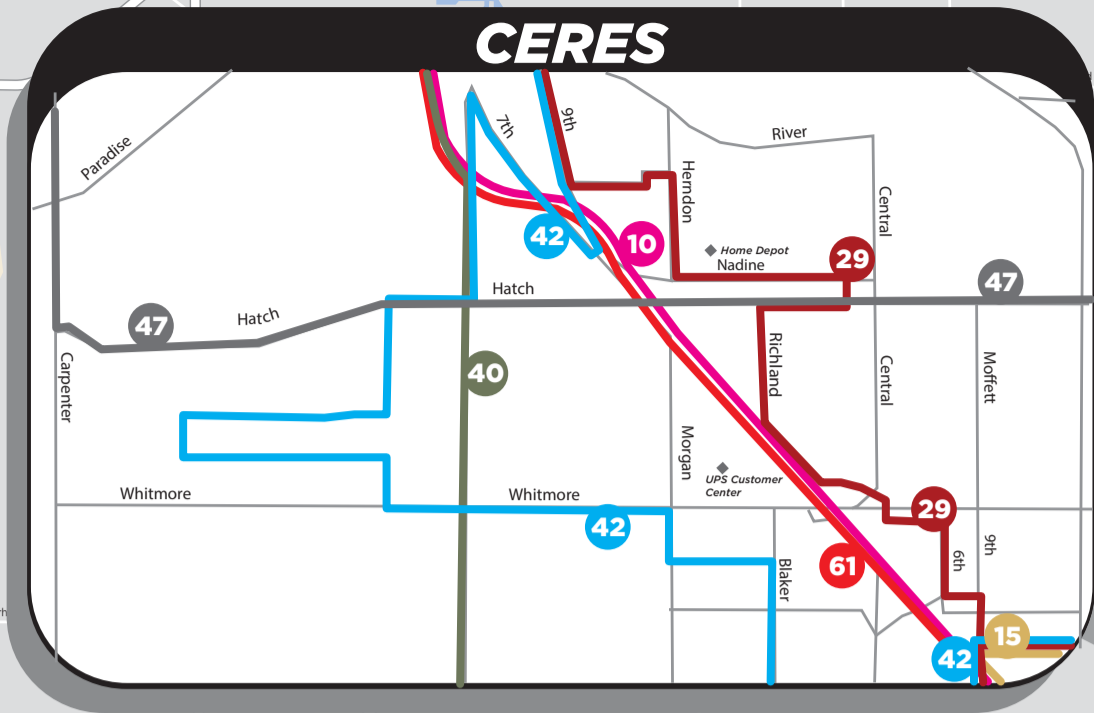 CERES
Paradise
7th
9th
River
Herndon
Central
42
10
Home Depot
Nadine
29
47
Hatch
47
Hatch
Carpenter
40
Richland
Central
Moffett
Morgan
UPS Customer
Center
Whitmore
Whitmore
42
29
61
Blaker
6th
9th
15
42